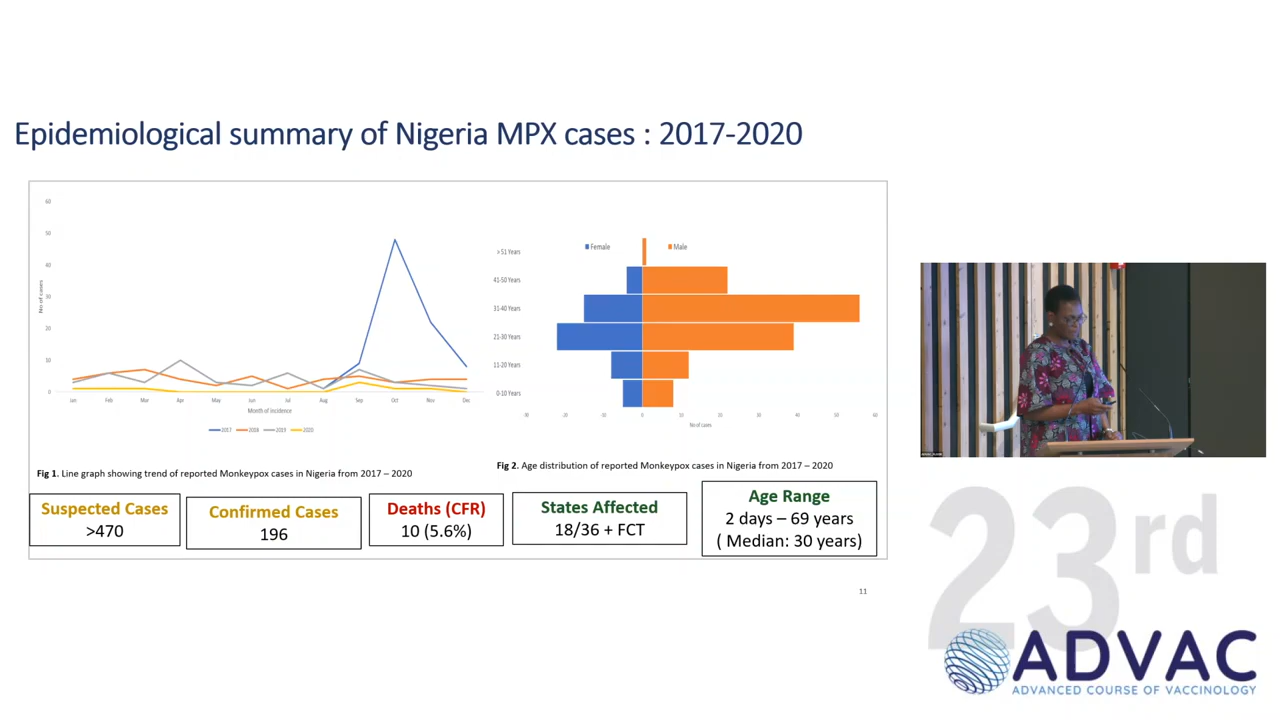 Epidemiological summary of Nigeria MPX cases : 2017-2020
60
50
40
30
20
10
0
No of cases
Jan Feb Mar Apr May Jun Jul Aug Sep Oct Nov Dec
Month of incidence
2017 2018 2019 2020
Fig 1. Line graph showing trend of reported Monkeypox cases in Nigeria from 2017 – 2020
Female Male
> 51 Years
41-50 Years
31-40 Years
21-30 Years
11-20 Years
0-10 Years
-30 -20 -10 0 10 20 30 40 50 60
No of cases
Fig 2. Age distribution of reported Monkeypox cases in Nigeria from 2017 – 2020
Suspected Cases
>470
Confirmed Cases
196
Deaths (CFR)
10 (5.6%)
States Affected
18/36 + FCT
Age Range
2 days – 69 years
( Median: 30 years)
11
23rd
ADVAC
ADVANCED COURSE OF VACCINOLOGY